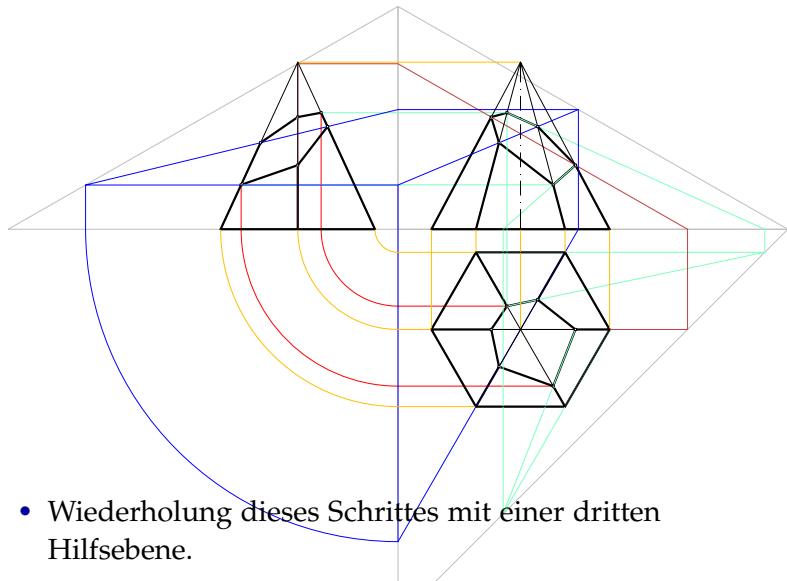 • Wiederholung dieses Schrittes mit einer dritten
Hilfsebene.